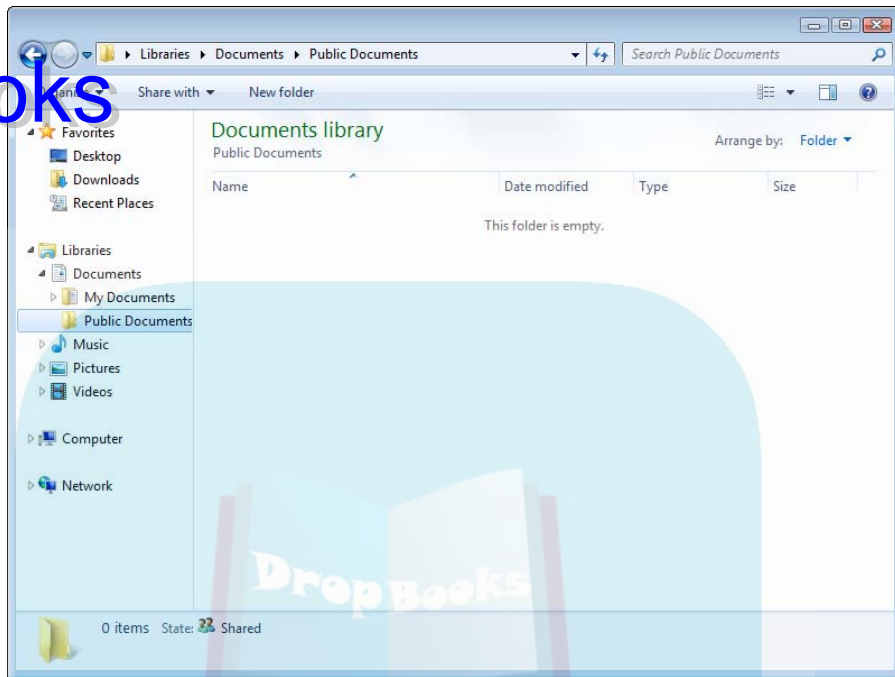 Libraries Documents Public Documents
Search Public Documents
oks
Share with New folder
Favorites
Desktop
Downloads
Recent Places
Libraries
Documents
My Documents
Public Documents
Music
Pictures
Videos
Computer
Network
Documents library
Public Documents
Arrange by: Folder
Name Date modified Type Size
This folder is empty.
DropBooks
0 items State: Shared